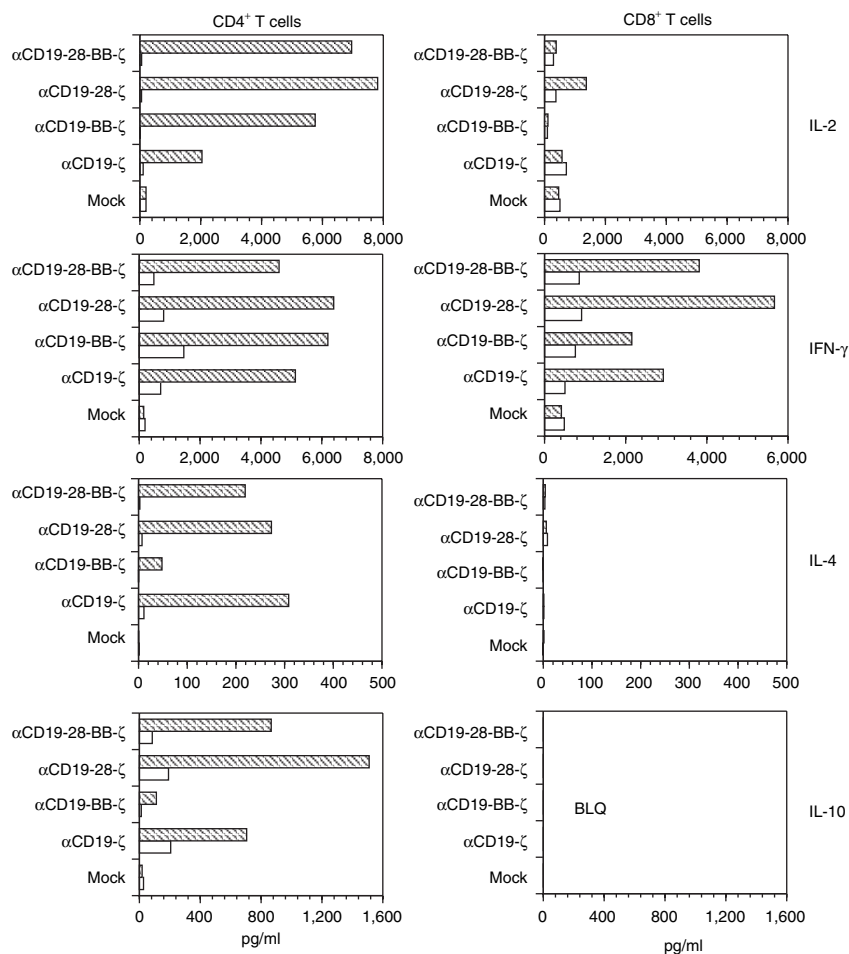 CD4⁺ T cells
αCD19-28-BB-ζ
αCD19-28-ζ
αCD19-BB-ζ
αCD19-ζ
Mock
0 2,000 4,000 6,000 8,000
CD8⁺ T cells
αCD19-28-BB-ζ
αCD19-28-ζ
αCD19-BB-ζ
αCD19-ζ
Mock
0 2,000 4,000 6,000 8,000
IL-2
αCD19-28-BB-ζ
αCD19-28-ζ
αCD19-BB-ζ
αCD19-ζ
Mock
0 2,000 4,000 6,000 8,000
αCD19-28-BB-ζ
αCD19-28-ζ
αCD19-BB-ζ
αCD19-ζ
Mock
0 2,000 4,000 6,000
IFN-γ
αCD19-28-BB-ζ
αCD19-28-ζ
αCD19-BB-ζ
αCD19-ζ
Mock
0 100 200 300 400 500
αCD19-28-BB-ζ
αCD19-28-ζ
αCD19-BB-ζ
αCD19-ζ
Mock
0 100 200 300 400 500
IL-4
αCD19-28-BB-ζ
αCD19-28-ζ
αCD19-BB-ζ
αCD19-ζ
Mock
0 400 800 1,200 1,600
pg/ml
αCD19-28-BB-ζ
αCD19-28-ζ
αCD19-BB-ζ
αCD19-ζ
Mock
BLQ
0 400 800 1,200 1,600
pg/ml
IL-10